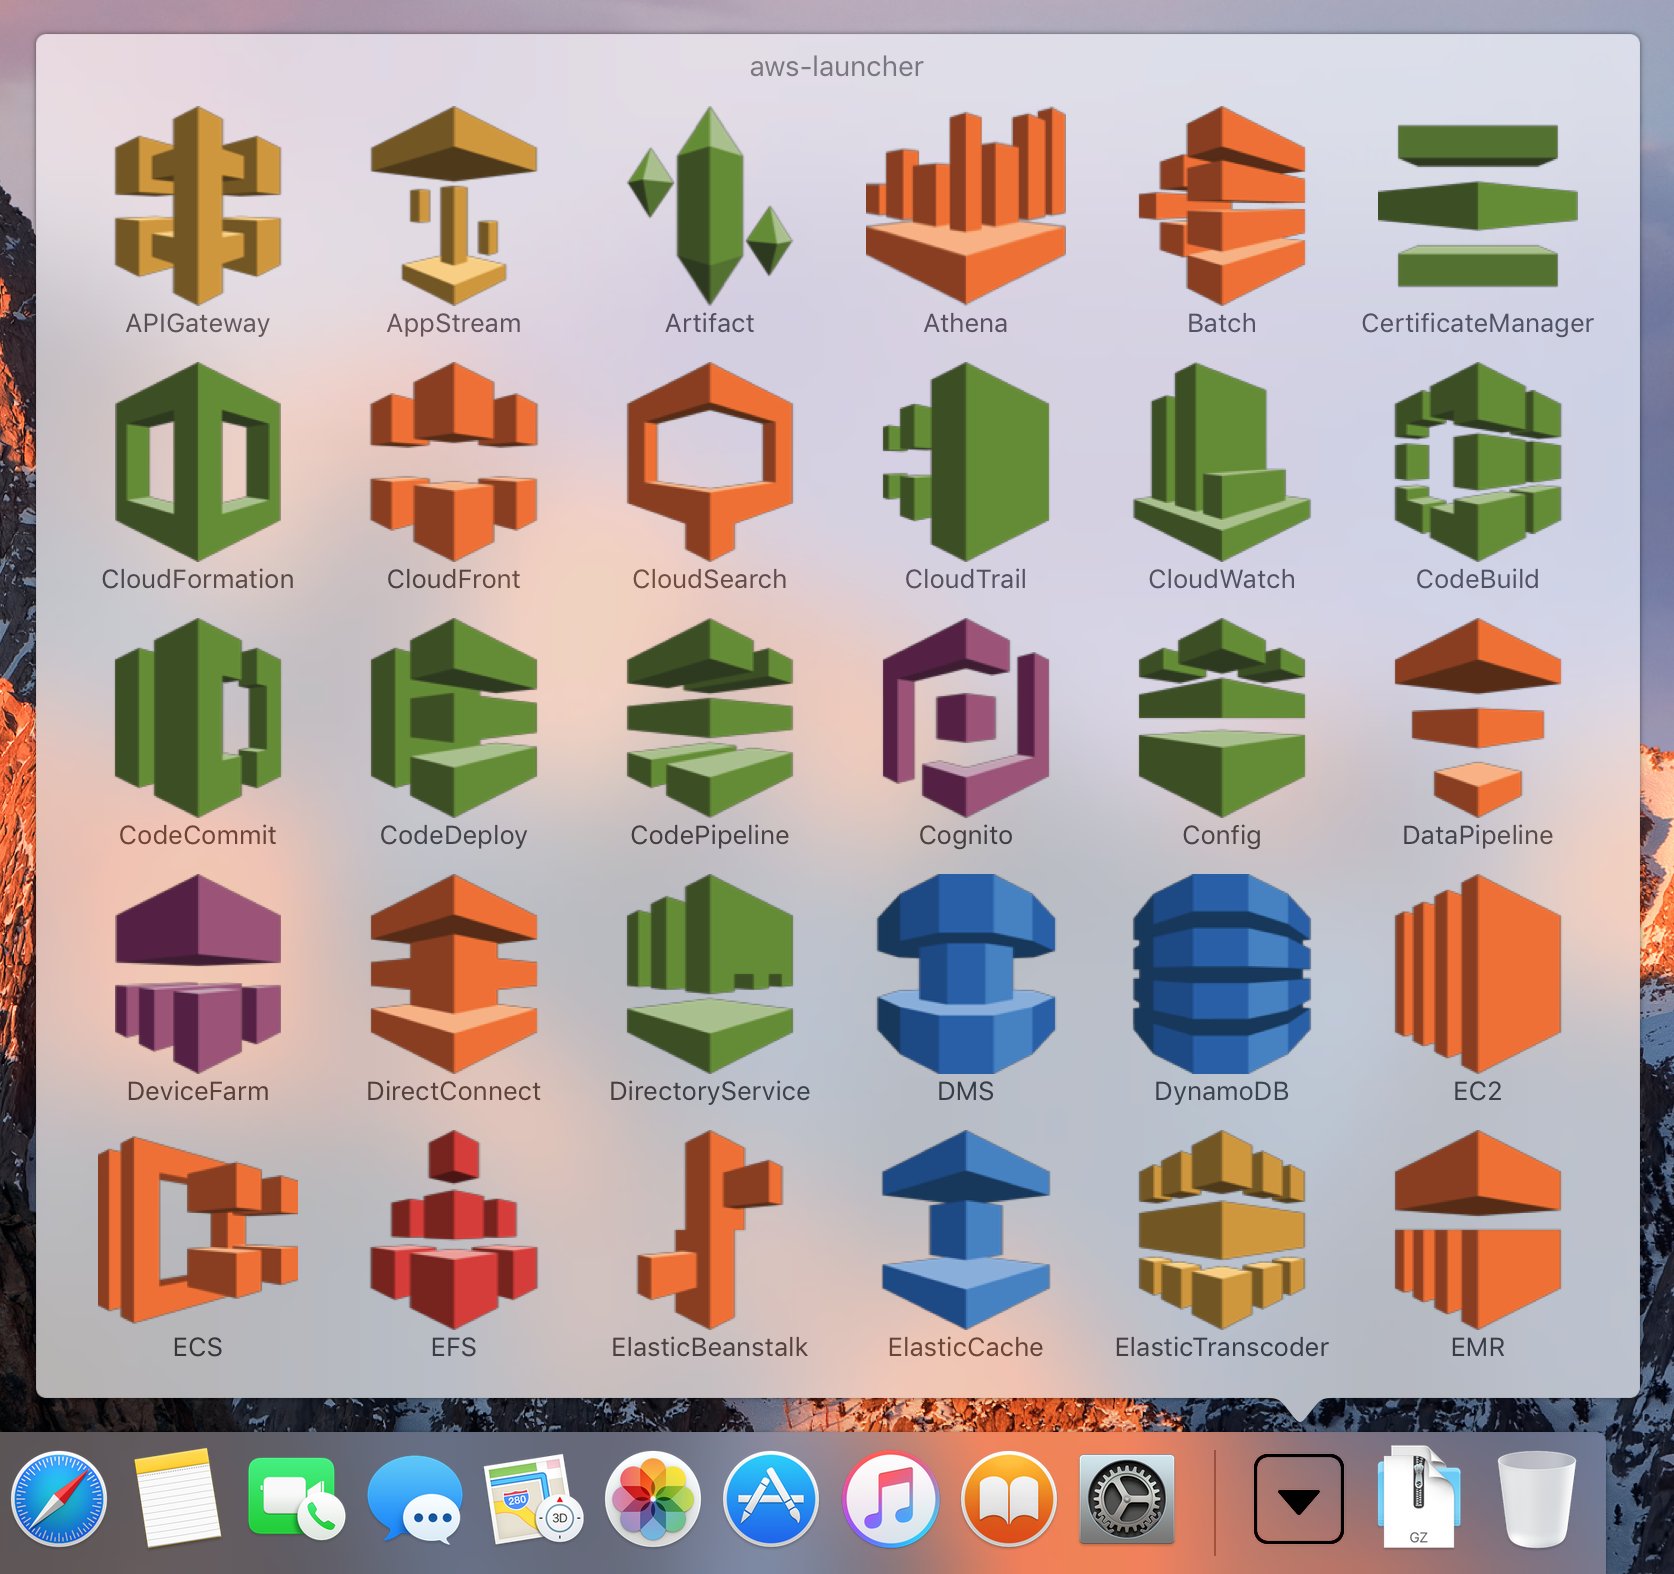 aws-launcher
APIGateway
AppStream
Artifact
Athena
Batch
CertificateManager
CloudFormation
CloudFront
CloudSearch
CloudTrail
CloudWatch
CodeBuild
CodeCommit
CodeDeploy
CodePipeline
Cognito
Config
DataPipeline
DeviceFarm
DirectConnect
DirectoryService
DMS
DynamoDB
EC2
ECS
EFS
ElasticBeanstalk
ElasticCache
ElasticTranscoder
EMR
280
3D
GZ